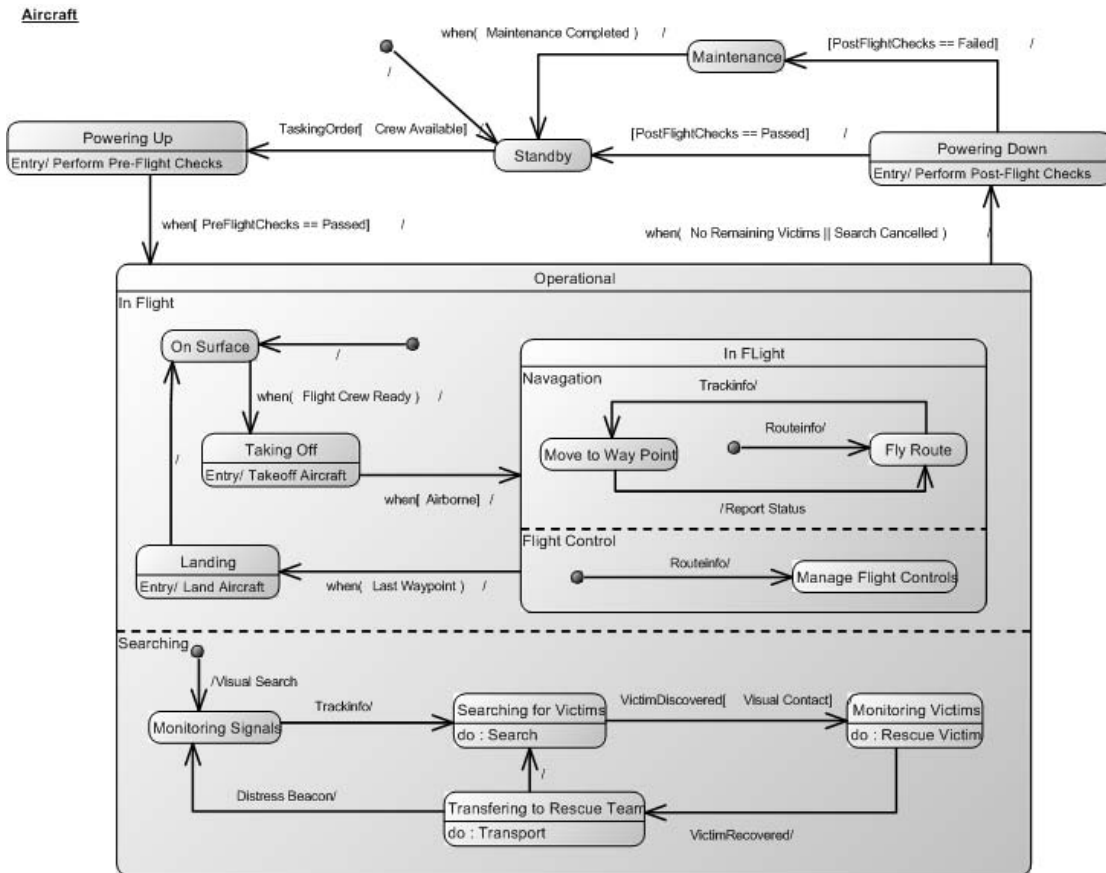 Aircraft
when( Maintenance Completed ) /
[PostFlightChecks == Failed] /
/
Maintenance
TaskingOrder[ Crew Available] /
[PostFlightChecks == Passed] /
Powering Up
Entry/ Perform Pre-Flight Checks
Standby
Powering Down
Entry/ Perform Post-Flight Checks
when[ PreFlightChecks == Passed] /
when( No Remaining Victims || Search Cancelled ) /
Operational
In Flight
On Surface
/
when( Flight Crew Ready ) /
In FLight
Navagation
Trackinfo/
Routeinfo/
Move to Way Point
Fly Route
/Report Status
Taking Off
Entry/ Takeoff Aircraft
/
when[ Airborne] /
Flight Control
Routeinfo/
Manage Flight Controls
Landing
Entry/ Land Aircraft
when( Last Waypoint ) /
Searching
/Visual Search
Monitoring Signals
Trackinfo/
Searching for Victims
do : Search
VictimDiscovered[ Visual Contact] /
Monitoring Victims
do : Rescue Victim
/
Distress Beacon/
Transfering to Rescue Team
do : Transport
VictimRecovered/